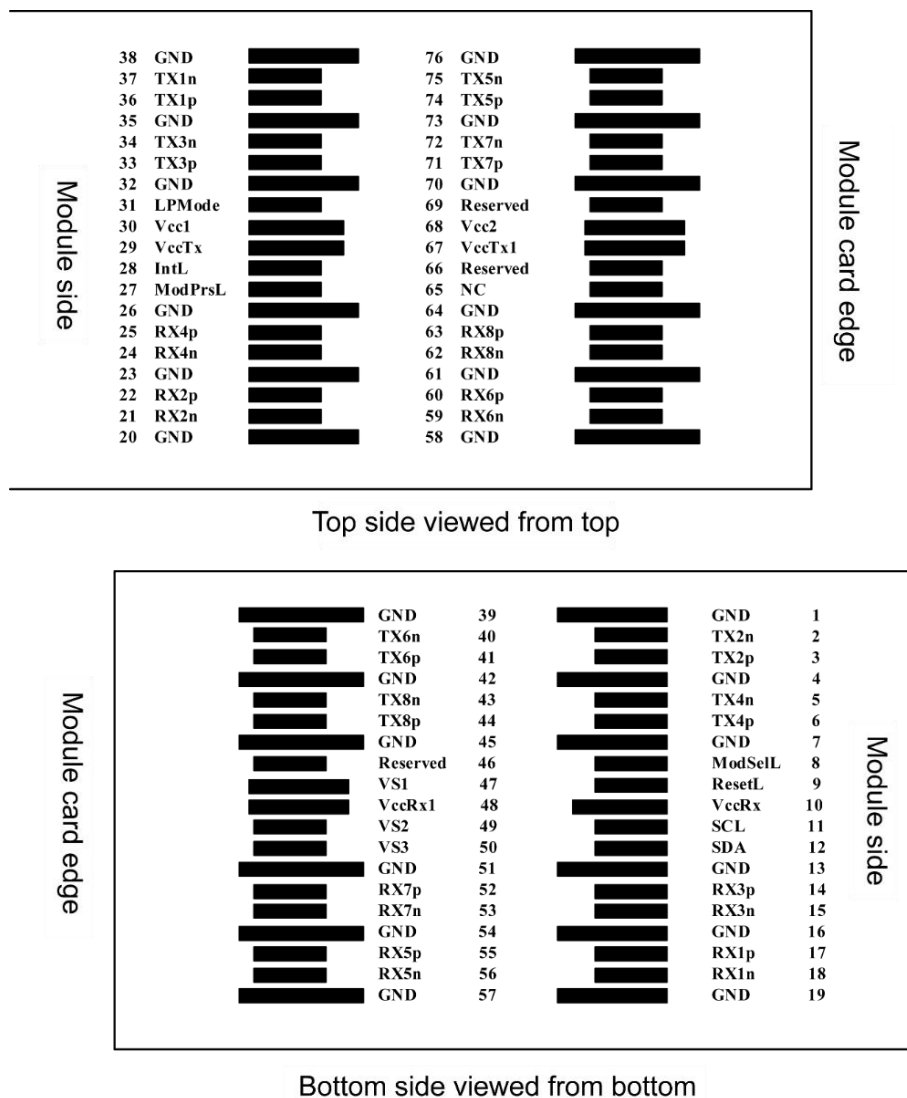 Module side
38 GND 76 GND
37 TX1n 75 TX5n
36 TX1p 74 TX5p
35 GND 73 GND
34 TX3n 72 TX7n
33 TX3p 71 TX7p
32 GND 70 GND
31 LPMode 69 Reserved
30 Vcc1 68 Vcc2
29 VccTx 67 VccTx1
28 IntL 66 Reserved
27 ModPrsL 65 NC
26 GND 64 GND
25 RX4p 63 RX8p
24 RX4n 62 RX8n
23 GND 61 GND
22 RX2p 60 RX6p
21 RX2n 59 RX6n
20 GND 58 GND
Module card edge
Top side viewed from top
Module card edge
GND 39 GND 1
TX6n 40 TX2n 2
TX6p 41 TX2p 3
GND 42 GND 4
TX8n 43 TX4n 5
TX8p 44 TX4p 6
GND 45 GND 7
Reserved 46 ModSelL 8
VS1 47 ResetL 9
VccRx1 48 VccRx 10
VS2 49 SCL 11
VS3 50 SDA 12
GND 51 GND 13
RX7p 52 RX3p 14
RX7n 53 RX3n 15
GND 54 GND 16
RX5p 55 RX1p 17
RX5n 56 RX1n 18
GND 57 GND 19
Module side
Bottom side viewed from bottom